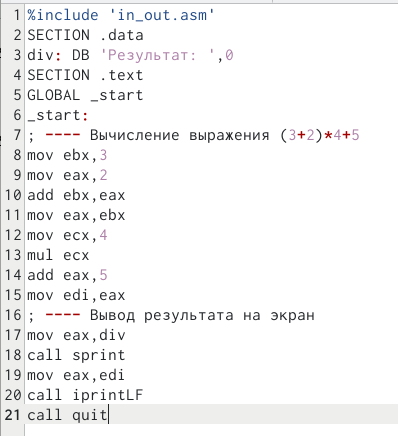 1 %include 'in_out.asm'
2 SECTION .data
3 div: DB 'Результат: ',0
4 SECTION .text
5 GLOBAL _start
6 _start:
7 ; ---- Вычисление выражения (3+2)*4+5
8 mov ebx,3
9 mov eax,2
10 add ebx,eax
11 mov eax,ebx
12 mov ecx,4
13 mul ecx
14 add eax,5
15 mov edi,eax
16 ; ---- Вывод результата на экран
17 mov eax,div
18 call sprint
19 mov eax,edi
20 call iprintLF
21 call quit